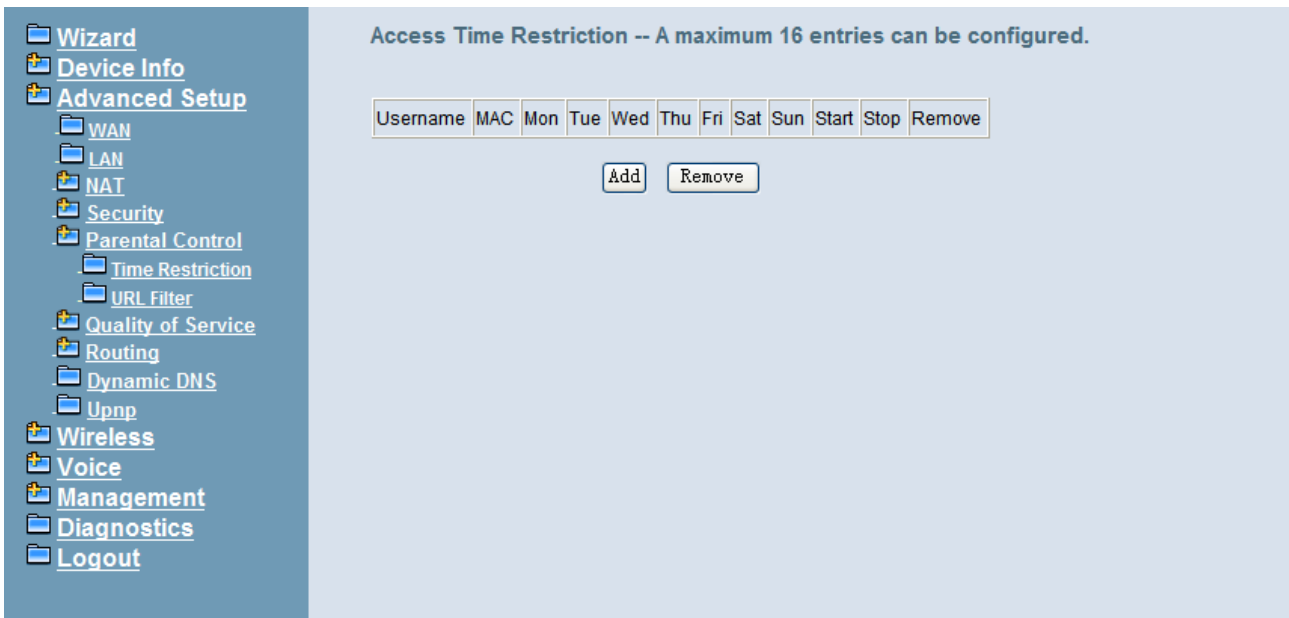 Wizard
Device Info
Advanced Setup
WAN
LAN
NAT
Security
Parental Control
Time Restriction
URL Filter
Quality of Service
Routing
Dynamic DNS
Upnp
Wireless
Voice
Management
Diagnostics
Logout
Access Time Restriction -- A maximum 16 entries can be configured.
Username MAC Mon Tue Wed Thu Fri Sat Sun Start Stop Remove
Add Remove